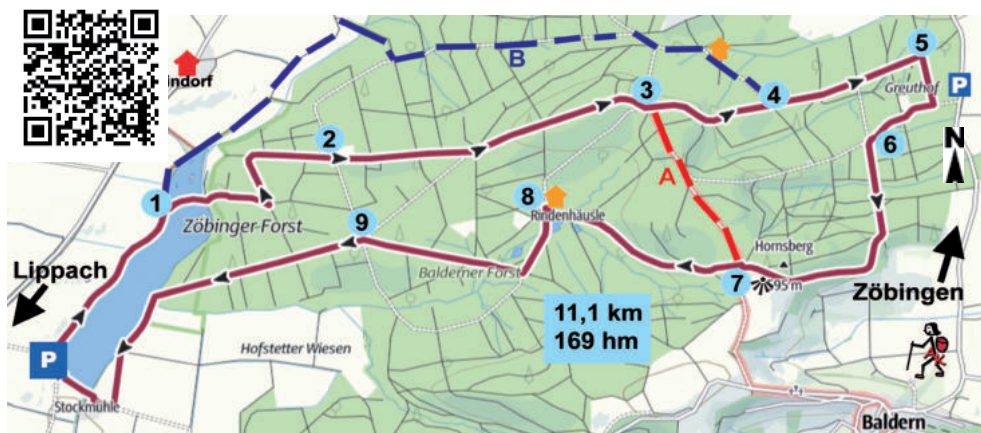 indorf
B
5
Greuthof
P
4
3
2
6
N
1
A
8
Rindenhäusle
Zöbinger-Forst
9
Hornsberg
Lippach
Balderner Forst
7
95 m
Zöbingen
11,1 km
169 hm
P
Hofstetter Wiesen
Stockmühle
Baldern